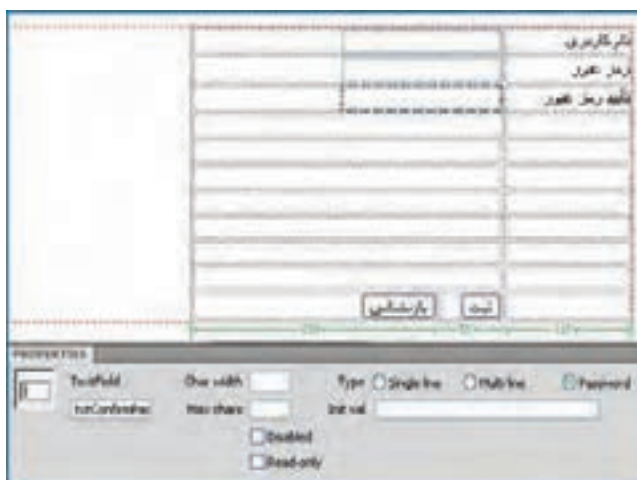 نام کاربری
رمز عبور
تأیید رمز عبور
ثبت بازنشانی
PROPERTIES
TextField Char width Type Single line Multi line Password
Max chars Init val
Disabled
Read-only